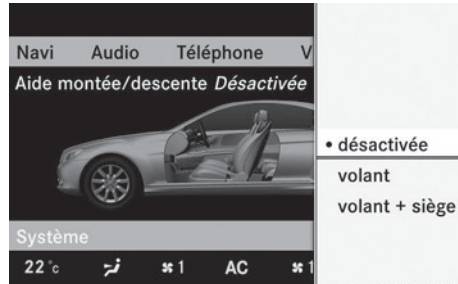 Navi Audio Téléphone V
Aide montée/descente Désactivée
• désactivée
volant
volant + siège
Système
22 °c 1 AC 1